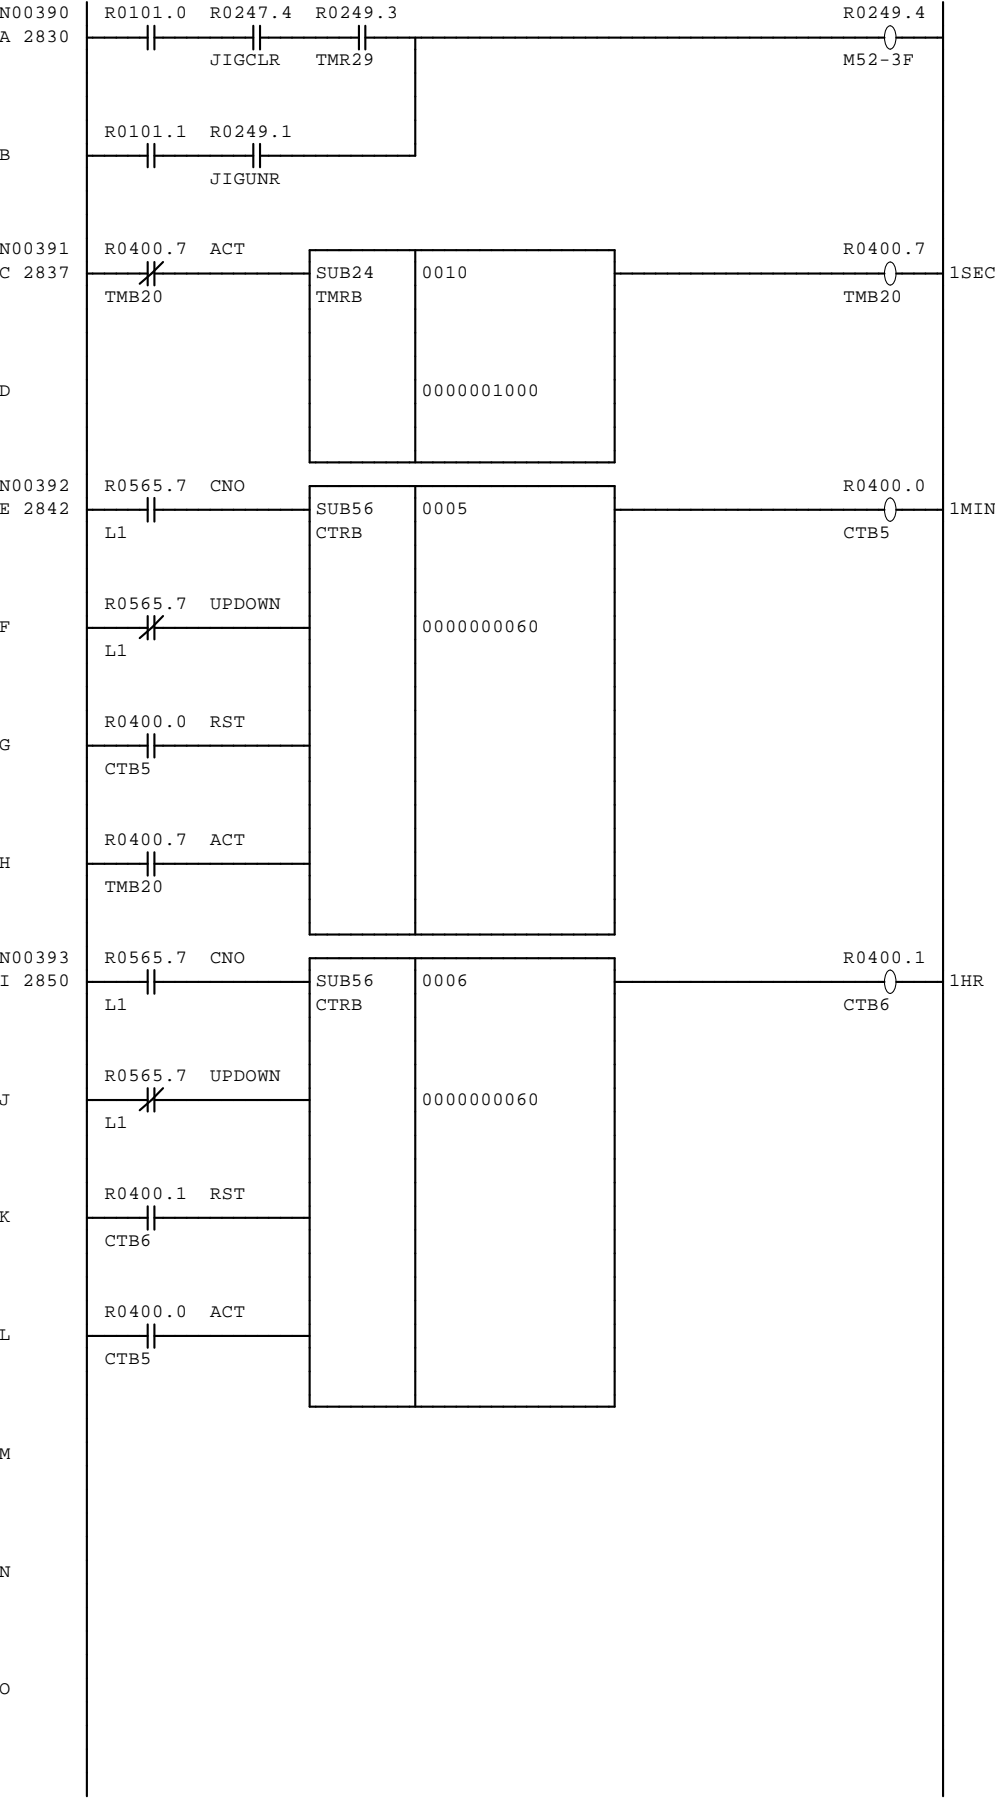 N00390 R0101.0 R0247.4 R0249.3 R0249.4
A 2830
JIGCLR TMR29 M52-3F
R0101.1 R0249.1
B
JIGUNR
N00391 R0400.7 ACT R0400.7
C 2837 SUB24 0010 1SEC
TMB20 TMRB TMB20
D 0000001000
N00392 R0565.7 CNO R0400.0
E 2842 SUB56 0005 1MIN
L1 CTRB CTB5
R0565.7 UPDOWN
F 0000000060
L1
R0400.0 RST
G
CTB5
R0400.7 ACT
H
TMB20
N00393 R0565.7 CNO R0400.1
I 2850 SUB56 0006 1HR
L1 CTRB CTB6
R0565.7 UPDOWN
J 0000000060
L1
R0400.1 RST
K
CTB6
R0400.0 ACT
L
CTB5
M
N
O